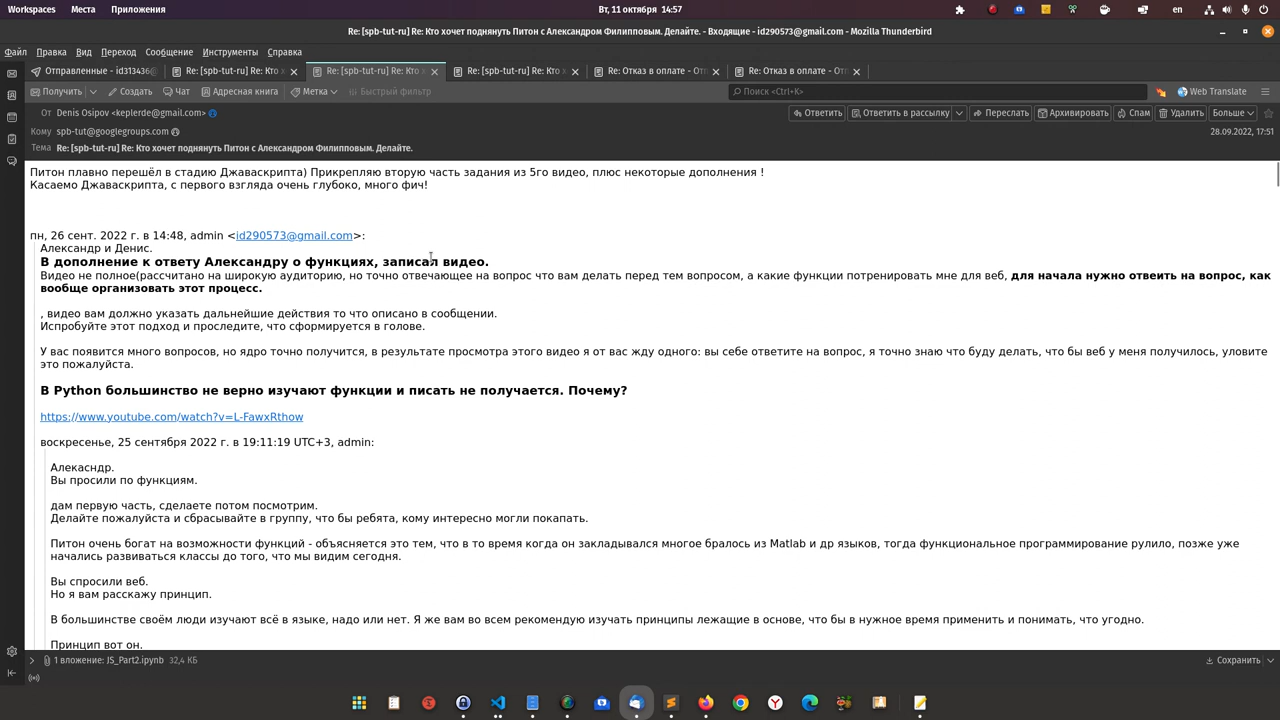 Workspaces Места Приложения Вт, 11 октября 14:57 en
Re: [spb-tut-ru] Re: Кто хочет поднянуть Питон с Александром Филипповым. Делайте. - Входящие - id290573@gmail.com - Mozilla Thunderbird
Файл Правка Вид Переход Сообщение Инструменты Справка
Отправленные - id313436@ Re: [spb-tut-ru] Re: Кто х Re: [spb-tut-ru] Re: Кто х Re: [spb-tut-ru] Re: Кто х Re: Отказ в оплате - От Re: Отказ в оплате - От
Получить Создать Чат Адресная книга Метка Быстрый фильтр Поиск <Ctrl+K> Web Translate
От Denis Osipov <keplerde@gmail.com> Ответить Ответить в рассылку Переслать Архивировать Спам Удалить Больше
Кому spb-tut@googlegroups.com 28.09.2022, 17:51
Тема Re: [spb-tut-ru] Re: Кто хочет поднянуть Питон с Александром Филипповым. Делайте.
Питон плавно перешёл в стадию Джаваскрипта) Прикрепляю вторую часть задания из 5го видео, плюс некоторые дополнения !
Касаемо Джаваскрипта, с первого взгляда очень глубоко, много фич!
пн, 26 сент. 2022 г. в 14:48, admin <id290573@gmail.com>:
Александр и Денис.
В дополнение к ответу Александру о функциях, записал видео.
Видео не полное(рассчитано на широкую аудиторию, но точно отвечающее на вопрос что вам делать перед тем вопросом, а какие функции потренировать мне для веб, для начала нужно отвеить на вопрос, как
вообще организовать этот процесс.
, видео вам должно указать дальнейшие действия то что описано в сообщении.
Испробуйте этот подход и проследите, что сформируется в голове.
У вас появится много вопросов, но ядро точно получится, в результате просмотра этого видео я от вас жду одного: вы себе ответите на вопрос, я точно знаю что буду делать, что бы веб у меня получилось, уловите
это пожалуйста.
В Python большинство не верно изучают функции и писать не получается. Почему?
https://www.youtube.com/watch?v=L-FawxRthow
воскресенье, 25 сентября 2022 г. в 19:11:19 UTC+3, admin:
Алекаснdр.
Вы просили по функциям.
дам первую часть, сделаете потом посмотрим.
Делайте пожалуйста и сбрасывайте в группу, что бы ребята, кому интересно могли покапать.
Питон очень богат на возможности функций - объясняется это тем, что в то время когда он закладывался многое бралось из Matlab и др языков, тогда функциональное программирование рулило, позже уже
начались развиваться классы до того, что мы видим сегодня.
Вы спросили веб.
Но я вам расскажу принцип.
В большинстве своём люди изучают всё в языке, надо или нет. Я же вам во всем рекомендую изучать принципы лежащие в основе, что бы в нужное время применить и понимать, что угодно.
Принцип вот он.
1 вложение: JS_Part2.ipynb 32,4 КБ Сохранить